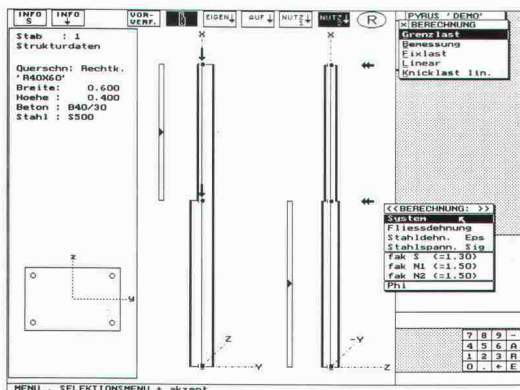 INFO S
INFO
VOR- VERF.
EIGEN
AUF
NUTZ 1
NUTZ 2
R
PYRUS 'DEMO'
× BERECHNUNG
Grenzlast
Bemessung
Fixlast
Linear
Knicklast lin.
Stab : 1
Strukturdaten
Querschn: Rechtk.
'R40X60'
Breite: 0.600
Hoehe : 0.400
Beton : B40/30
Stahl : S500
z
y
X
X
Z
Y
-Y
Z
<<BERECHNUNG: >>
System
Fliessdehnung
Stahldehn. Eps
Stahlspann. Sig
fak S (=1.30)
fak N1 (=1.50)
fak N2 (=1.50)
Phi
7 8 9 -
4 5 6 A
1 2 3 R
0 . ← E
MENU , SELEKTIONSMENU + akzept